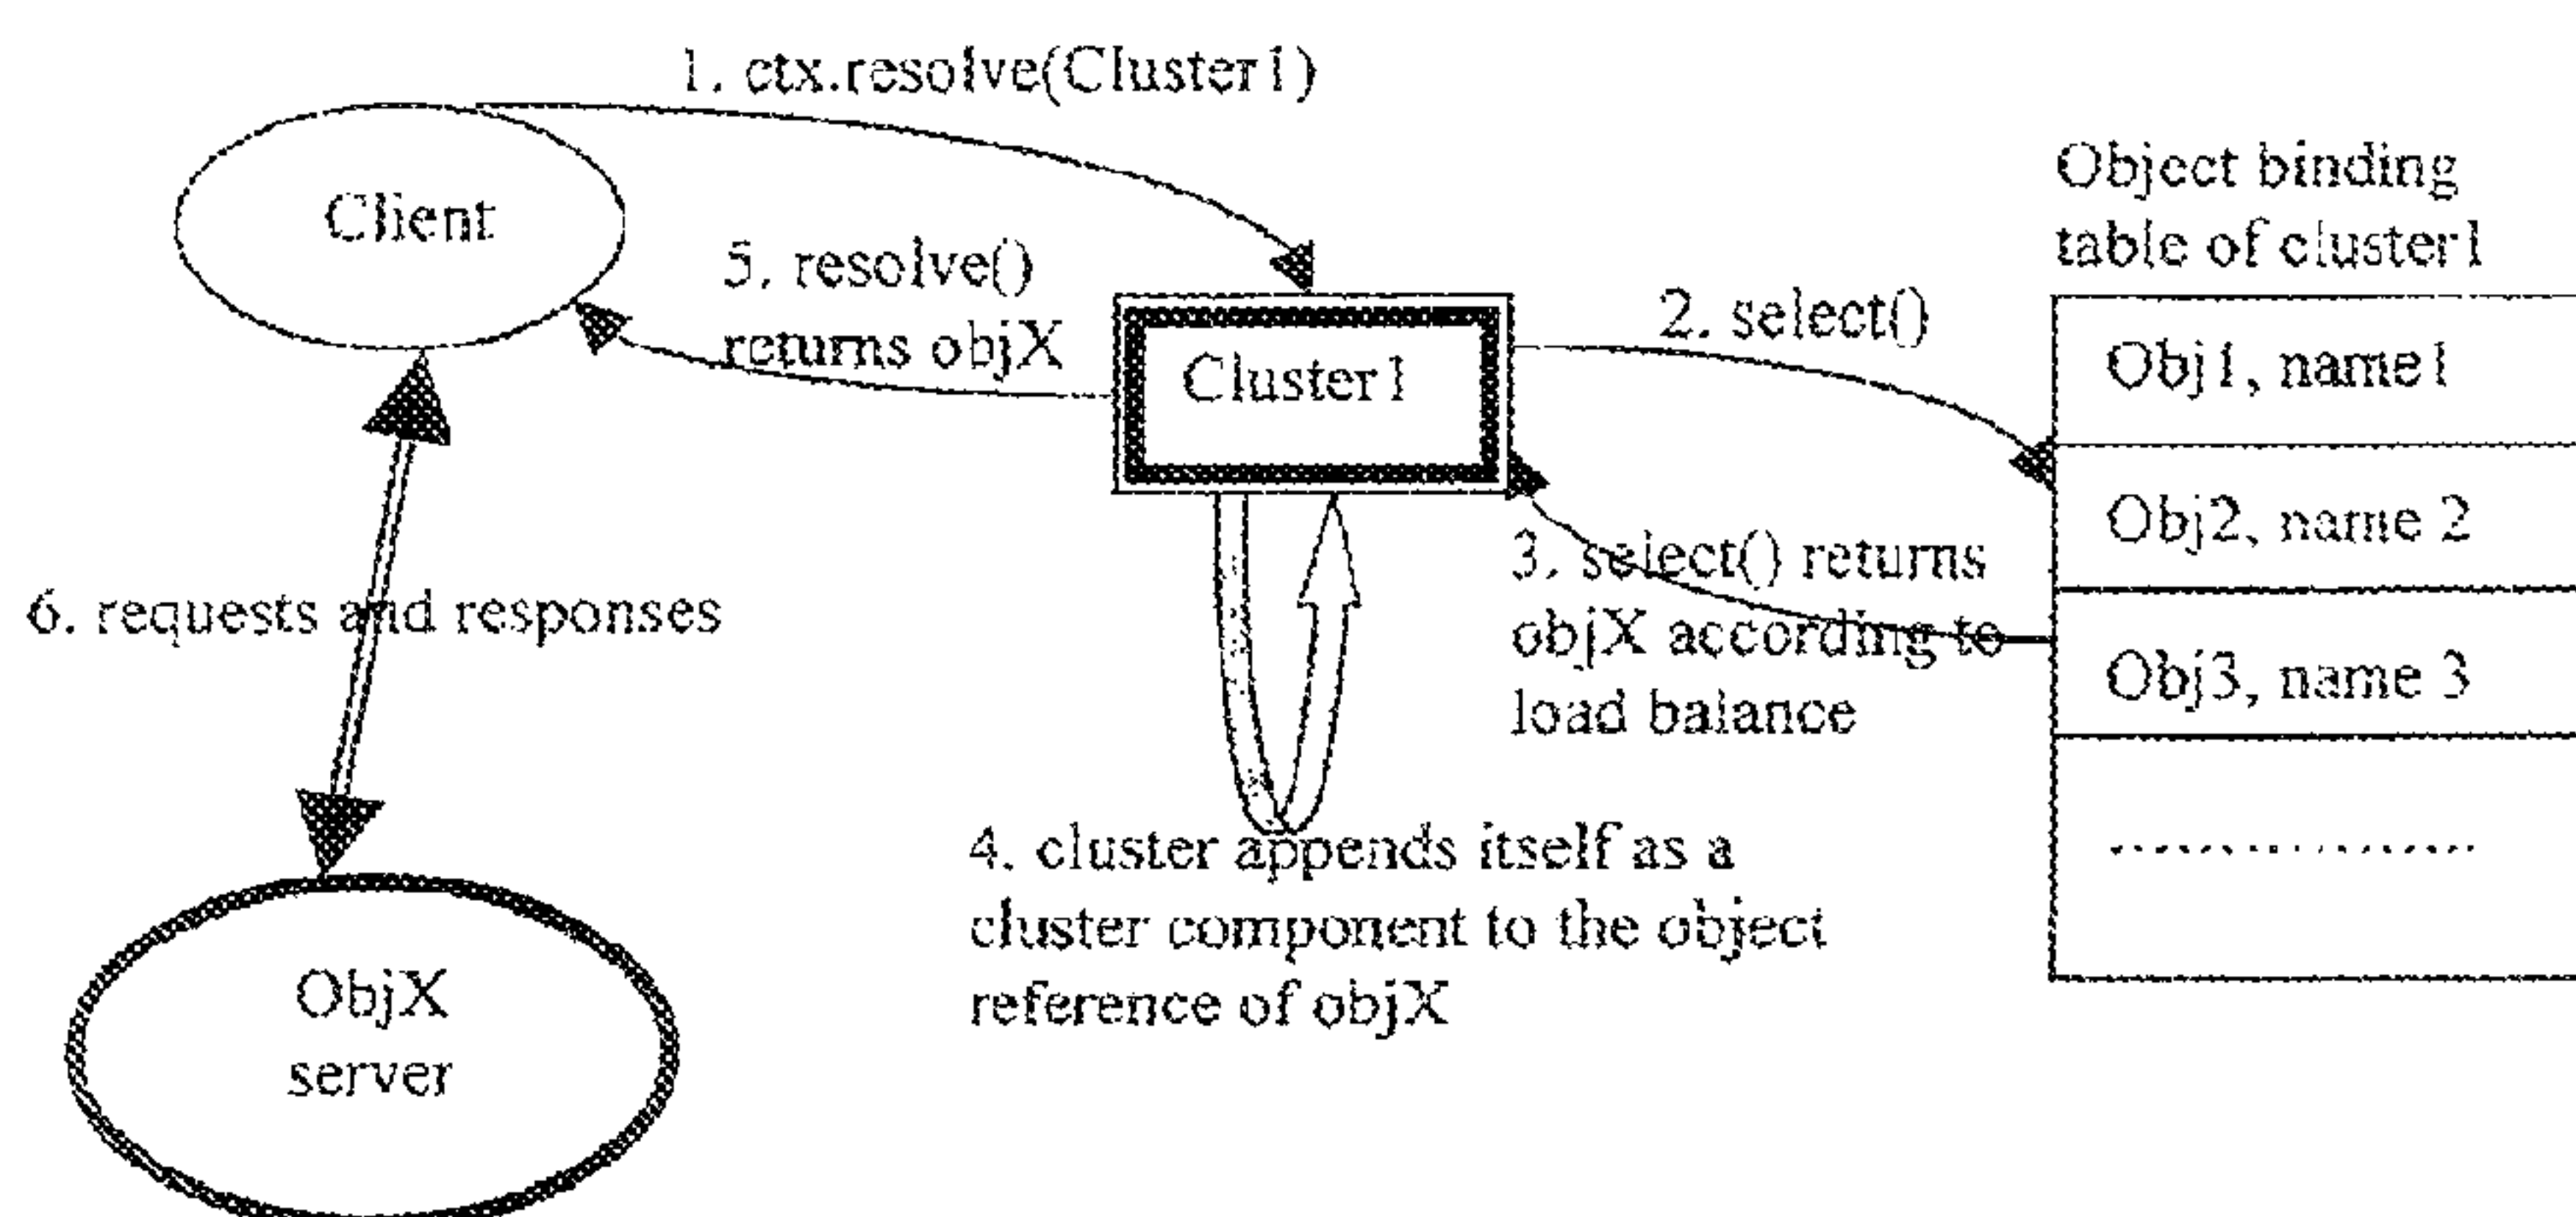 1. ctx.resolve(Cluster1)
Client
5. resolve()
returns objX
Cluster1
2. select()
Object binding
table of cluster1
Obj1, name1
Obj2, name 2
Obj3, name 3
................
3. select() returns
objX according to
load balance
4. cluster appends itself as a
cluster component to the object
reference of objX
6. requests and responses
ObjX
server